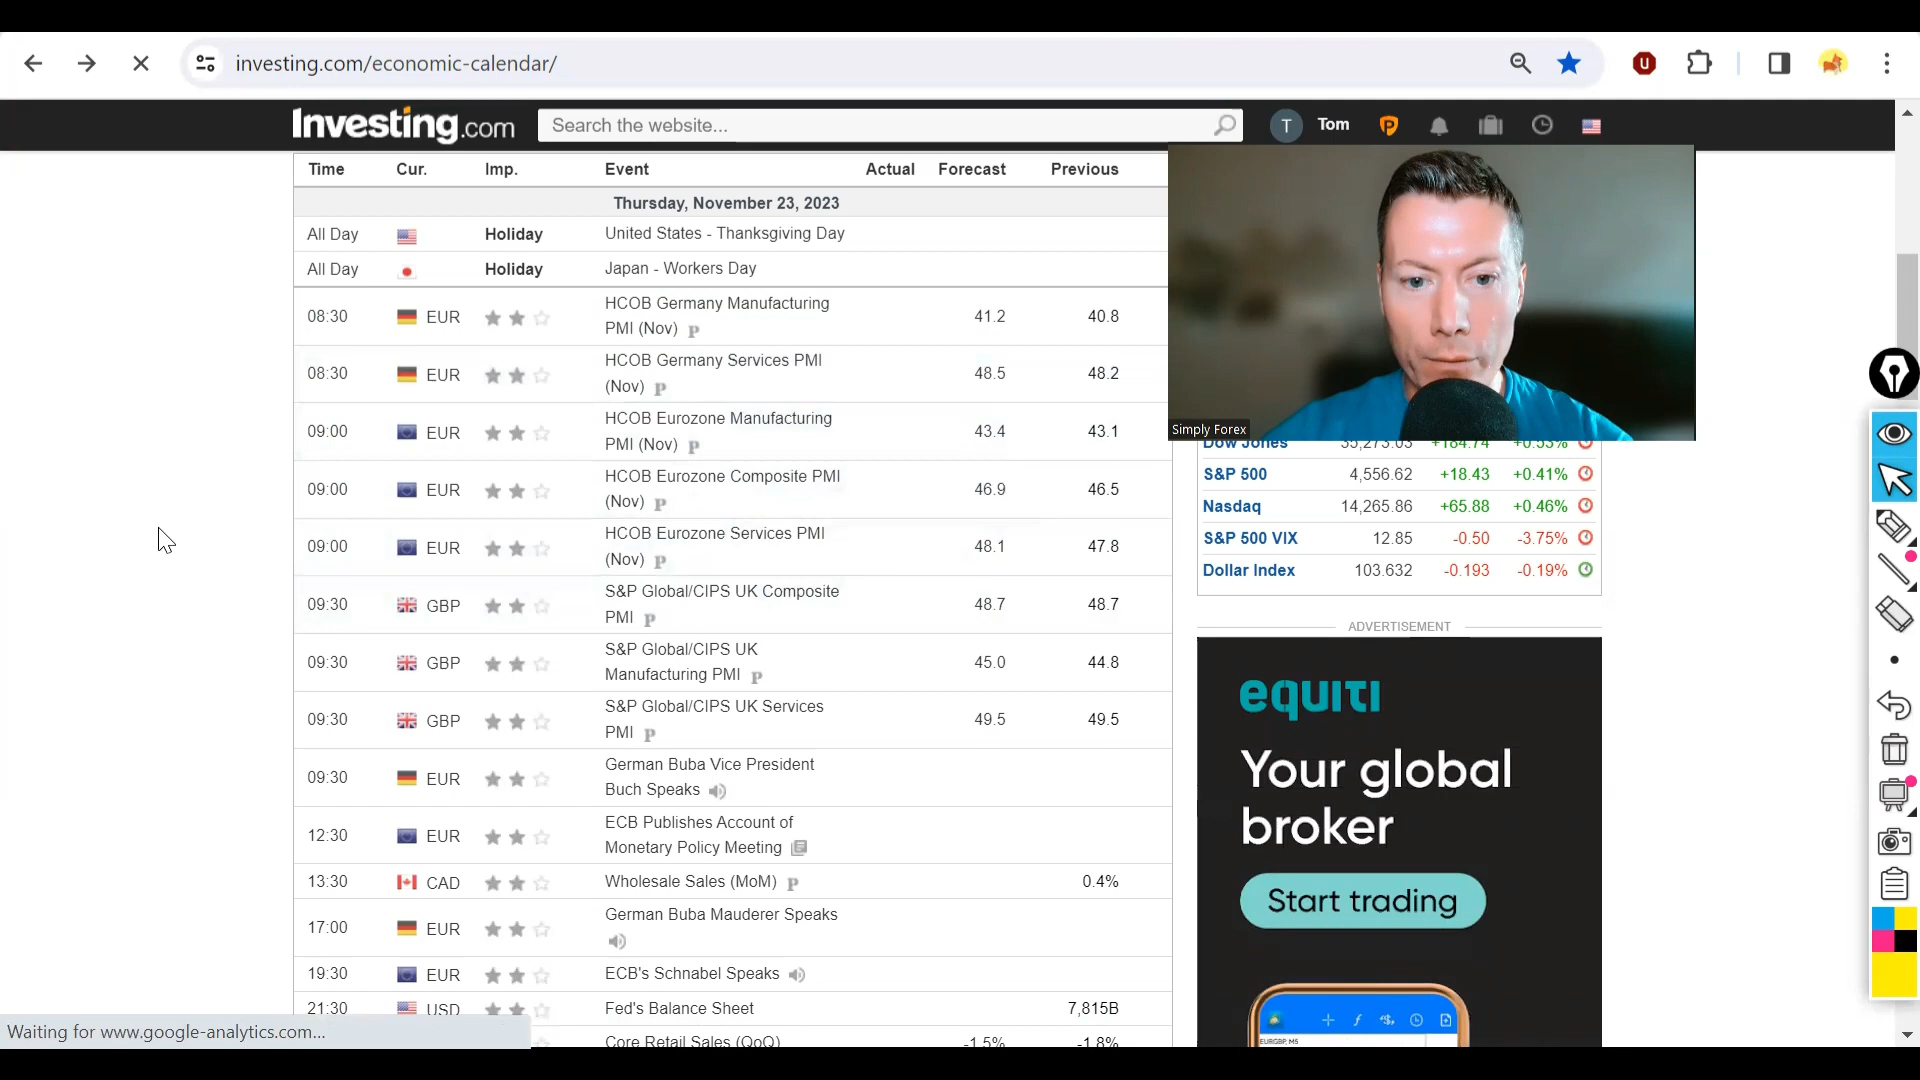 investing.com/economic-calendar/
U
Investing.com
Search the website...
T Tom P
Time Cur. Imp. Event Actual Forecast Previous
Thursday, November 23, 2023
All Day Holiday United States - Thanksgiving Day
All Day Holiday Japan - Workers Day
08:30 EUR HCOB Germany Manufacturing PMI (Nov) P 41.2 40.8
08:30 EUR HCOB Germany Services PMI (Nov) P 48.5 48.2
09:00 EUR HCOB Eurozone Manufacturing PMI (Nov) P 43.4 43.1
09:00 EUR HCOB Eurozone Composite PMI (Nov) P 46.9 46.5
09:00 EUR HCOB Eurozone Services PMI (Nov) P 48.1 47.8
09:30 GBP S&P Global/CIPS UK Composite PMI P 48.7 48.7
09:30 GBP S&P Global/CIPS UK Manufacturing PMI P 45.0 44.8
09:30 GBP S&P Global/CIPS UK Services PMI P 49.5 49.5
09:30 EUR German Buba Vice President Buch Speaks
12:30 EUR ECB Publishes Account of Monetary Policy Meeting
13:30 CAD Wholesale Sales (MoM) P 0.4%
17:00 EUR German Buba Mauderer Speaks
19:30 EUR ECB's Schnabel Speaks
21:30 USD Fed's Balance Sheet 7,815B
Core Retail Sales (QoQ) -1.5% -1.8%
Waiting for www.google-analytics.com...
Simply Forex
Dow Jones 35,273.03 +184.74 +0.53%
S&P 500 4,556.62 +18.43 +0.41%
Nasdaq 14,265.86 +65.88 +0.46%
S&P 500 VIX 12.85 -0.50 -3.75%
Dollar Index 103.632 -0.193 -0.19%
ADVERTISEMENT
equiti
Your global
broker
Start trading
EURGBP, M5